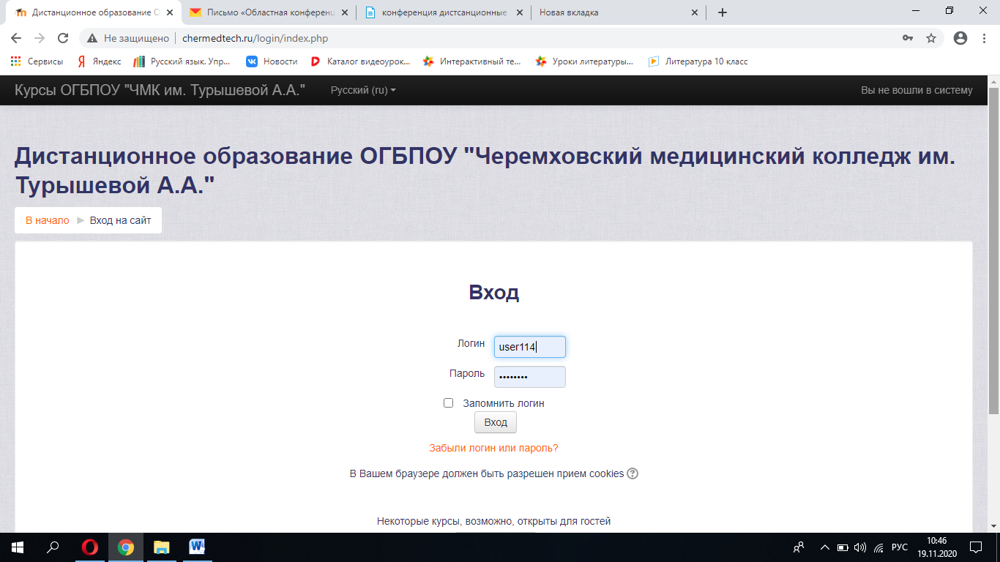 Дистанционное образование О
Письмо «Областная конференц
конференция дистсанционные
Новая вкладка
Не защищено
chermedtech.ru/login/index.php
Сервисы
Яндекс
Русский язык. Упр...
Новости
Каталог видеоурок...
Интерактивный те...
Уроки литературы...
Литература 10 класс
Курсы ОГБПОУ "ЧМК им. Турышевой А.А."
Русский (ru)
Вы не вошли в систему
Дистанционное образование ОГБПОУ "Черемховский медицинский колледж им.
Турышевой А.А."
В начало
Вход на сайт
Вход
Логин
user114
Пароль
••••••••
Запомнить логин
Вход
Забыли логин или пароль?
В Вашем браузере должен быть разрешен прием cookies
Некоторые курсы, возможно, открыты для гостей
РУС
10:46
19.11.2020